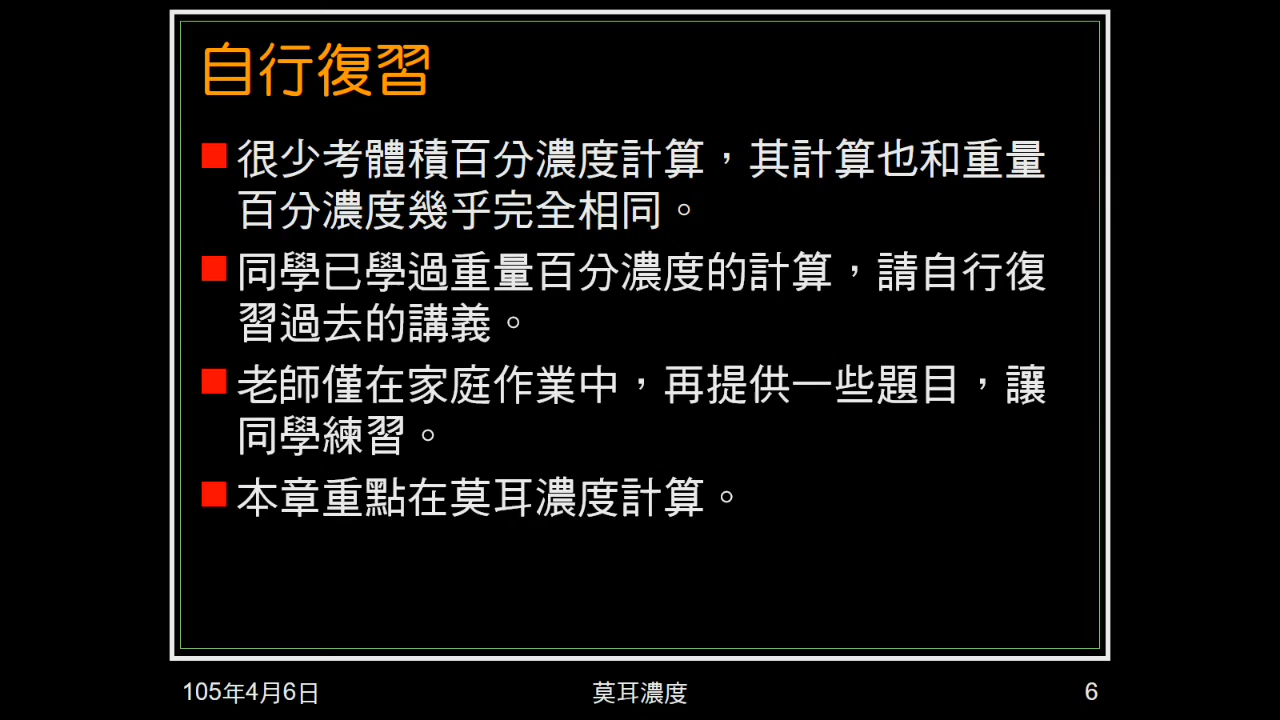 自行復習
很少考體積百分濃度計算，其計算也和重量
百分濃度幾乎完全相同。
同學已學過重量百分濃度的計算，請自行復
習過去的講義。
老師僅在家庭作業中，再提供一些題目，讓
同學練習。
本章重點在莫耳濃度計算。
105年4月6日
莫耳濃度
6